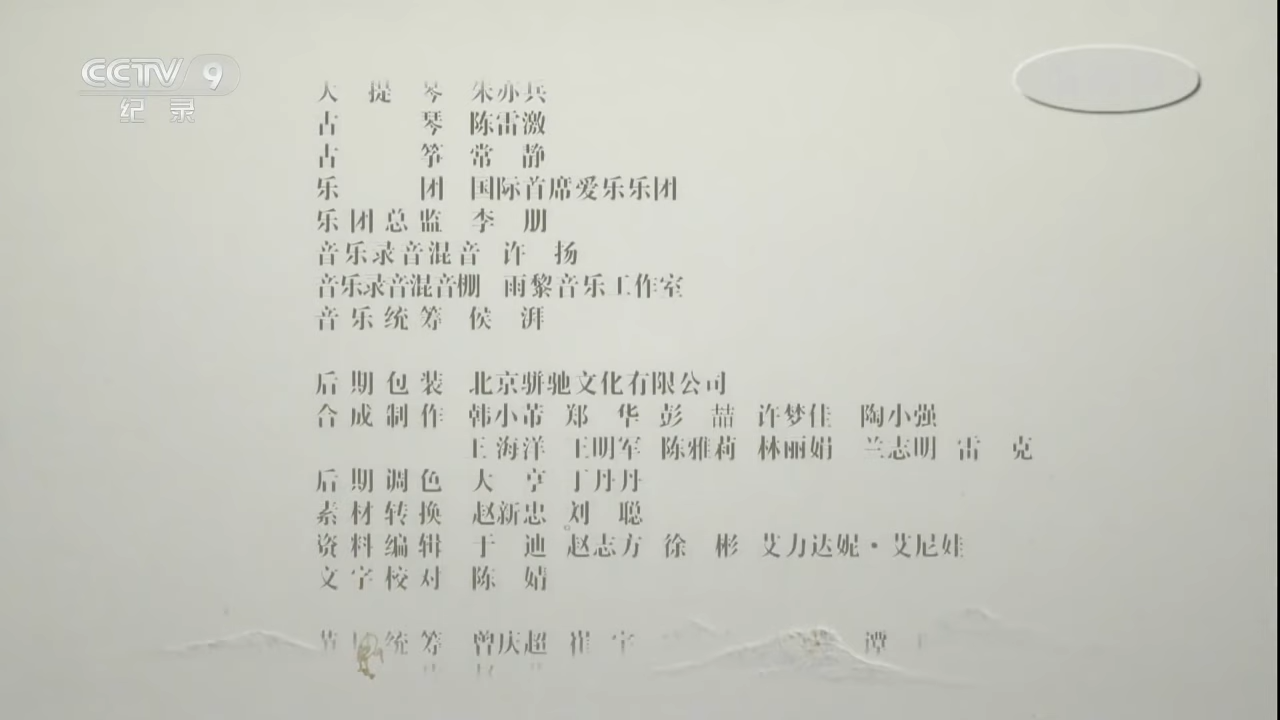 CCTV 9
纪录
大提琴 朱亦兵
古琴 陈雷激
古筝 常静
乐团 国际首席爱乐乐团
乐团总监 李朋
音乐录音混音 许扬
音乐录音混音棚 雨黎音乐工作室
音乐统筹 侯湃
后期包装 北京骈驰文化有限公司
合成制作 韩小芾 郑华 彭喆 许梦佳 陶小强
王海洋 王明军 陈雅莉 林丽娟 兰志明 雷克
后期调色 大亨 丁丹丹
素材转换 赵新忠 刘聪
资料编辑 于迪 赵志方 徐彬 艾力达妮·艾尼娃
文字校对 陈婧
统筹 曾庆超 崔宇 谭